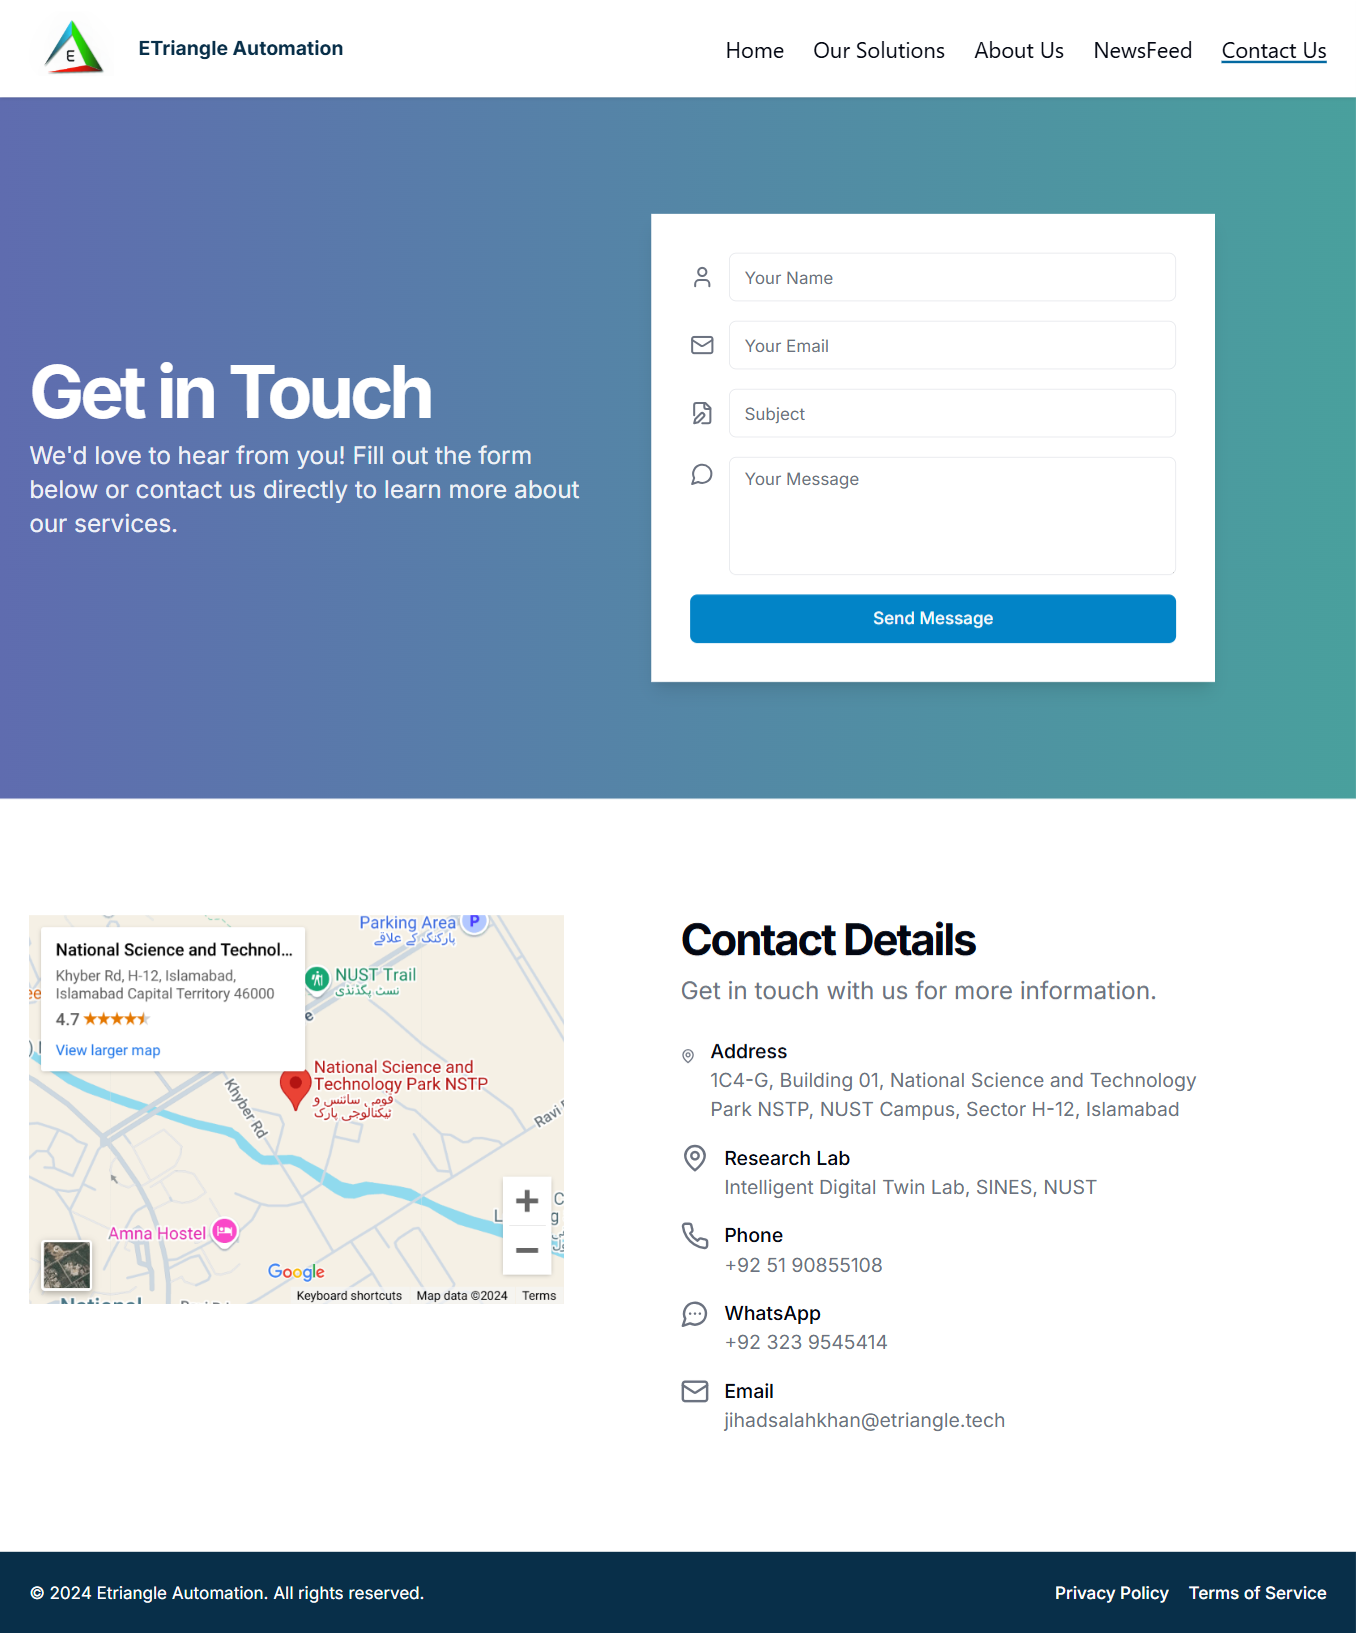 E
ETriangle Automation
Home
Our Solutions
About Us
NewsFeed
Contact Us
Get in Touch
We'd love to hear from you! Fill out the form
below or contact us directly to learn more about
our services.
Your Name
Your Email
Subject
Your Message
Send Message
National Science and Technol...
Khyber Rd, H-12, Islamabad,
Islamabad Capital Territory 46000
4.7
View larger map
Parking Area
P
پارکنگ کے علاقے
NUST Trail
نسٹ پگڈنڈی
National Science and
Technology Park NSTP
قومی سائنس و
ٹیکنالوجی پارک
Khyber Rd
Ravi
Amna Hostel
Google
Keyboard shortcuts
Map data ©2024
Terms
National
Contact Details
Get in touch with us for more information.
Address
1C4-G, Building 01, National Science and Technology
Park NSTP, NUST Campus, Sector H-12, Islamabad
Research Lab
Intelligent Digital Twin Lab, SINES, NUST
Phone
+92 51 90855108
WhatsApp
+92 323 9545414
Email
jihadsalahkhan@etriangle.tech
© 2024 Etriangle Automation. All rights reserved.
Privacy Policy
Terms of Service